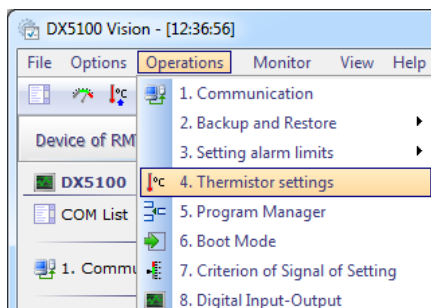 DX5100 Vision - [12:36:56]
File Options Operations Monitor View Help
°C
1. Communication
2. Backup and Restore
Device of RM
3. Setting alarm limits
DX5100
°C 4. Thermistor settings
COM List
5. Program Manager
6. Boot Mode
1. Commu
7. Criterion of Signal of Setting
8. Digital Input-Output